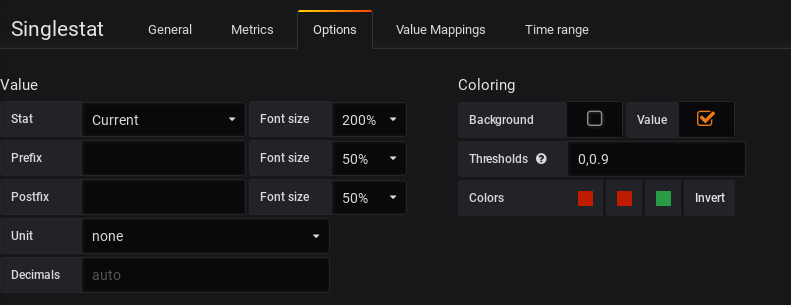 Singlestat General Metrics Options Value Mappings Time range
Value
Stat Current Font size 200%
Prefix Font size 50%
Postfix Font size 50%
Unit none
Decimals auto
Coloring
Background Value
Thresholds 0,0.9
Colors Invert